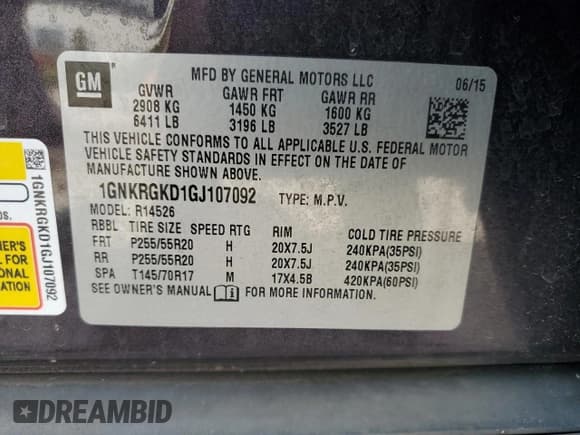 GM
MFD BY GENERAL MOTORS LLC
06/15
GVWR GAWR FRT GAWR RR
2908 KG 1450 KG 1600 KG
6411 LB 3196 LB 3527 LB
THIS VEHICLE CONFORMS TO ALL APPLICABLE U.S. FEDERAL MOTOR
VEHICLE SAFETY STANDARDS IN EFFECT ON THE DATE OF
MANUFACTURE SHOWN ABOVE.
1GNKRGKD1GJ107092 TYPE: M.P.V.
MODEL: R14526
RBBL TIRE SIZE SPEED RTG RIM COLD TIRE PRESSURE
FRT P255/55R20 H 20X7.5J 240KPA(35PSI)
RR P255/55R20 H 20X7.5J 240KPA(35PSI)
SPA T145/70R17 M 17X4.5B 420KPA(60PSI)
SEE OWNER'S MANUAL FOR MORE INFORMATION.
1GNKRGKD1GJ107092
OWNER'S
AL FOR
ONAL
DREAMBID